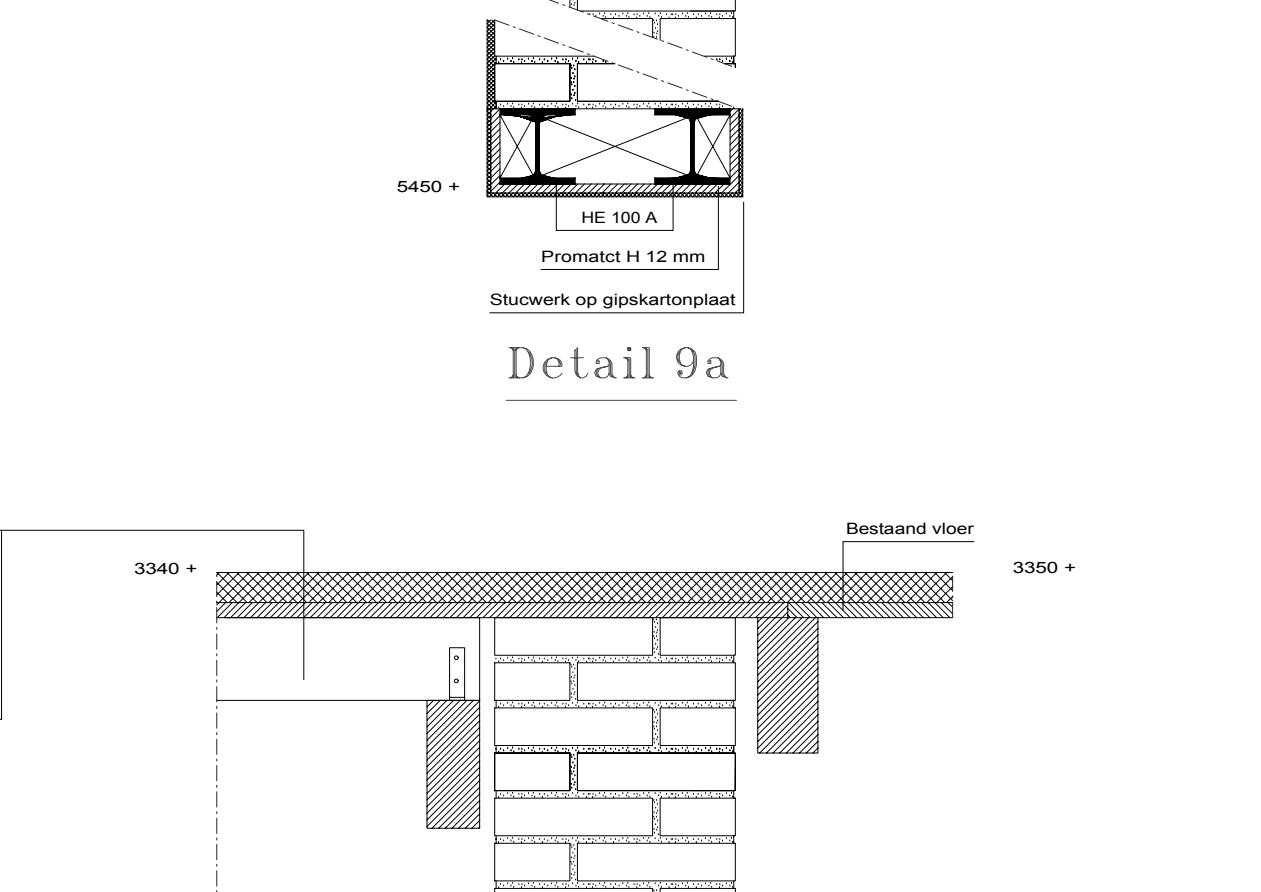 5450 +
HE 100 A
Promatct H 12 mm
Stucwerk op gipskartonplaat
Detail 9a
Bestaand vloer
3340 +
3350 +